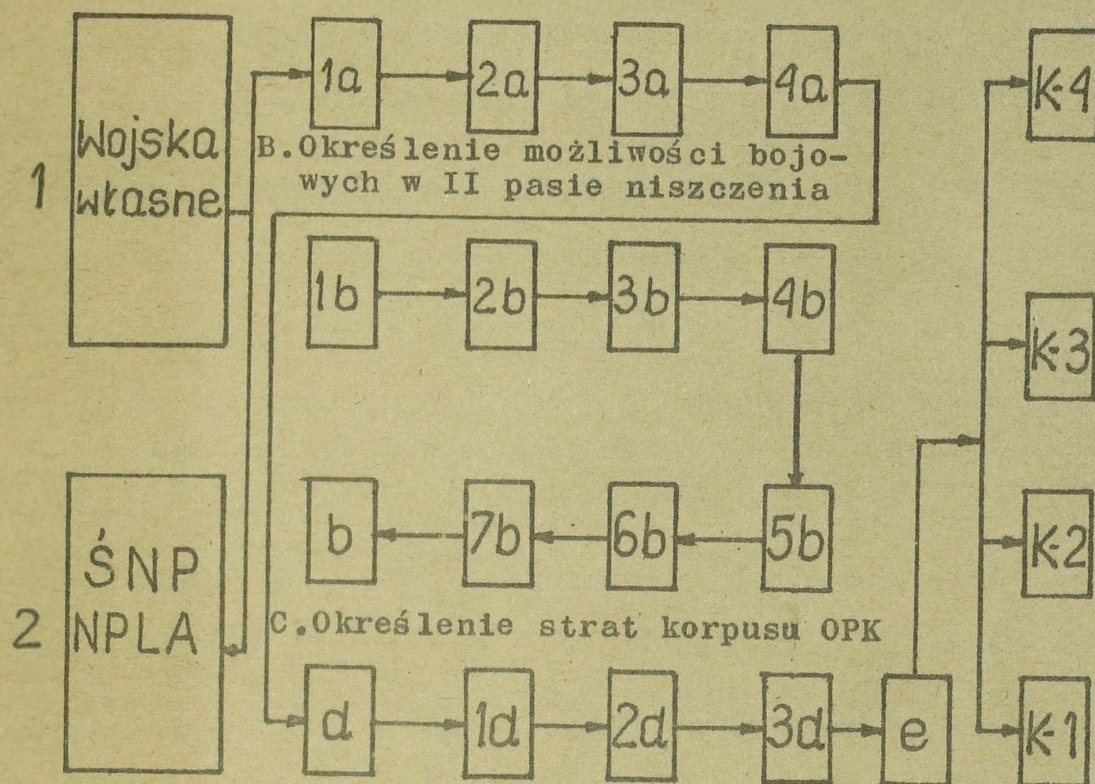 1
Wojska
własne
1a
2a
3a
4a
K-4
B.Określenie możliwości bojo-
wych w II pasie niszczenia
1b
2b
3b
4b
K-3
b
7b
6b
5b
K-2
2
ŚNP
NPLA
C.Określenie strat korpusu OPK
d
1d
2d
3d
e
K-1